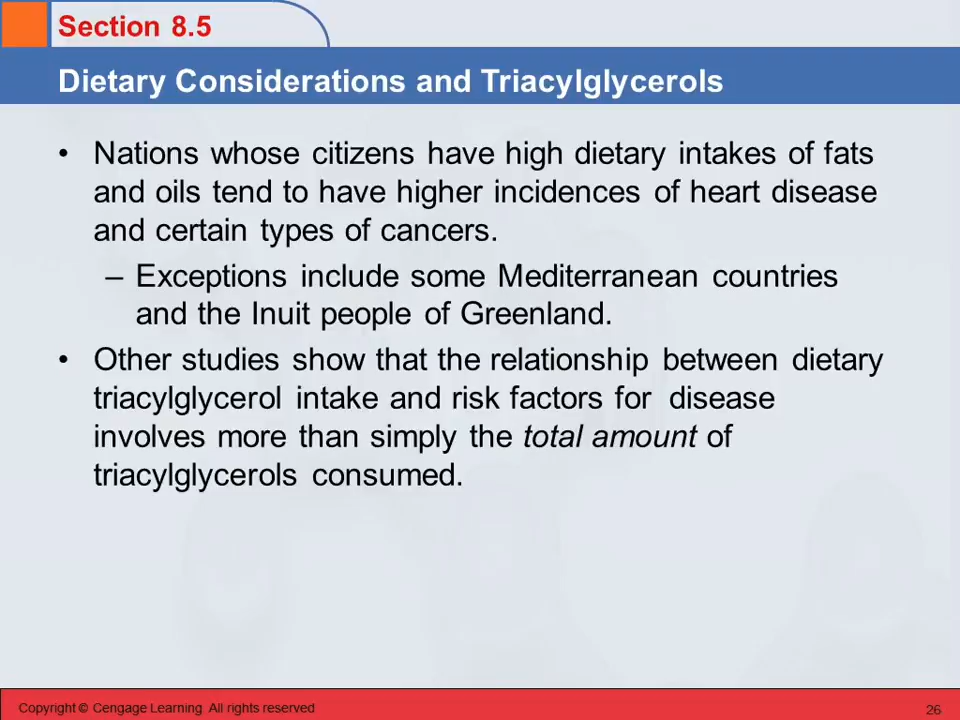 Section 8.5
Dietary Considerations and Triacylglycerols
• Nations whose citizens have high dietary intakes of fats
and oils tend to have higher incidences of heart disease
and certain types of cancers.
– Exceptions include some Mediterranean countries
and the Inuit people of Greenland.
• Other studies show that the relationship between dietary
triacylglycerol intake and risk factors for disease
involves more than simply the total amount of
triacylglycerols consumed.
Copyright © Cengage Learning. All rights reserved
26